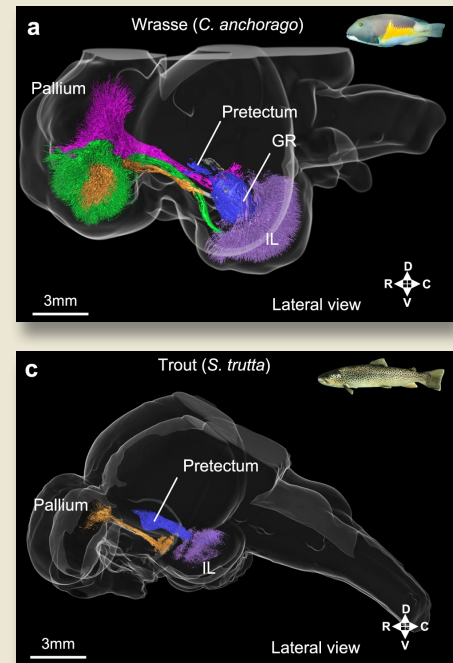 a
Wrasse (C. anchorago)
Pallium
Pretectum
GR
IL
D
R C
V
3mm
Lateral view
c
Trout (S. trutta)
Pretectum
Pallium
IL
D
R C
V
3mm
Lateral view